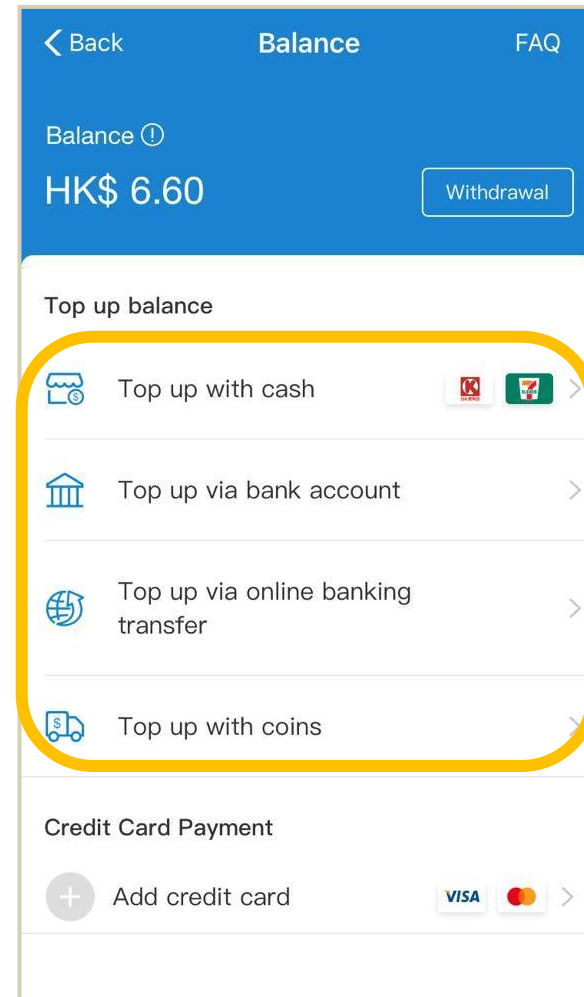 Back
Balance
FAQ
Balance
HK$ 6.60
Withdrawal
Top up balance
Top up with cash
Top up via bank account
Top up via online banking
transfer
Top up with coins
Credit Card Payment
Add credit card
VISA